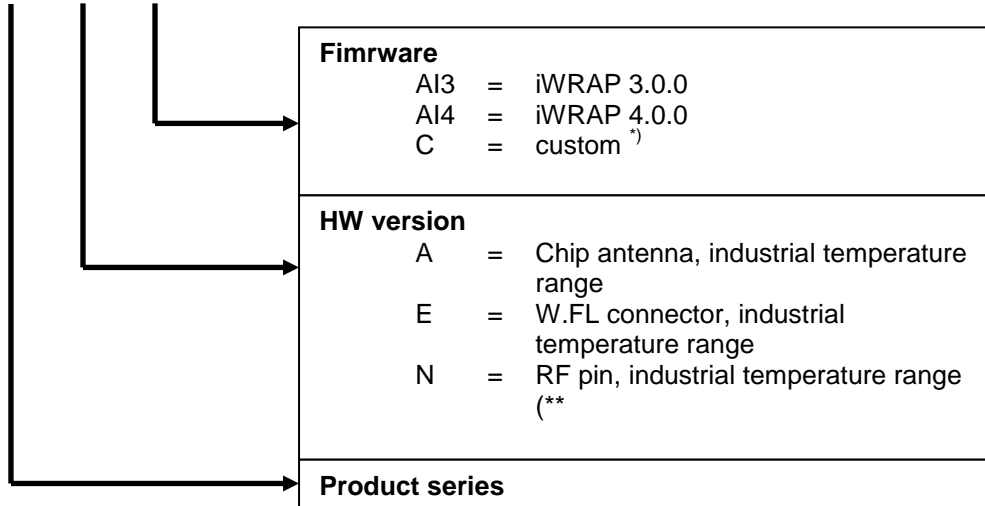 Fimrware
AI3 = iWRAP 3.0.0
AI4 = iWRAP 4.0.0
C = custom *)
HW version
A = Chip antenna, industrial temperature
range
E = W.FL connector, industrial
temperature range
N = RF pin, industrial temperature range
(**
Product series